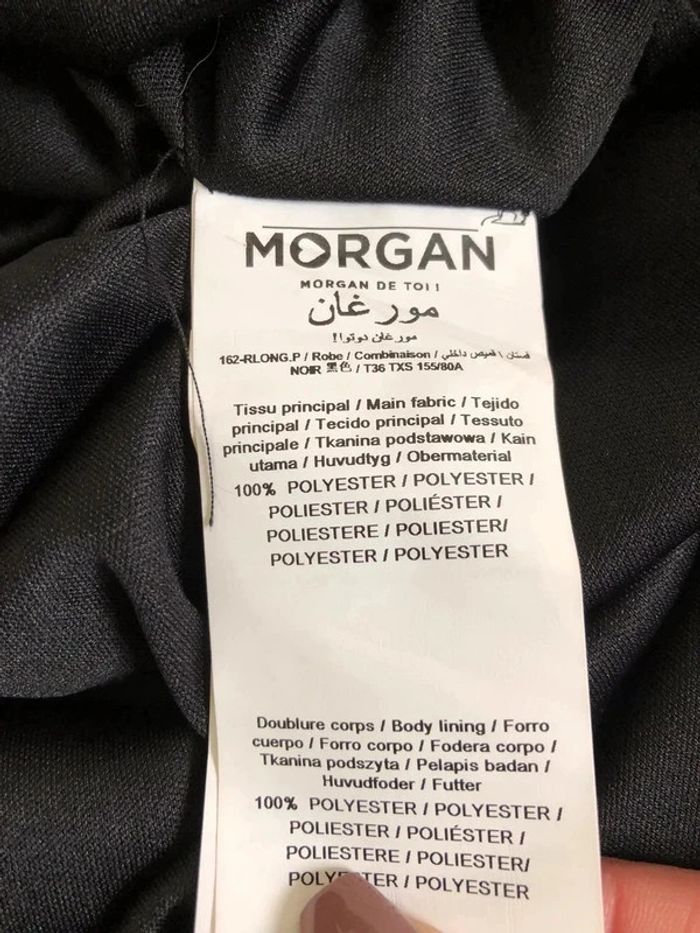 MORGAN
MORGAN DE TOI !
مورغان
مورغان دوتوا!
162-RLONG.P / Robe / Combinaison / فستان \ قميص داخلي
NOIR 黑色 / T36 TXS 155/80A
Tissu principal / Main fabric / Tejido
principal / Tecido principal / Tessuto
principale / Tkanina podstawowa / Kain
utama / Huvudtyg / Obermaterial
100% POLYESTER / POLYESTER /
POLIESTER / POLIÉSTER /
POLIESTERE / POLIESTER/
POLYESTER / POLYESTER
Doublure corps / Body lining / Forro
cuerpo / Forro corpo / Fodera corpo /
Tkanina podszyta / Pelapis badan /
Huvudfoder / Futter
100% POLYESTER / POLYESTER /
POLIESTER / POLIÉSTER /
POLIESTERE / POLIESTER/
POLYESTER / POLYESTER